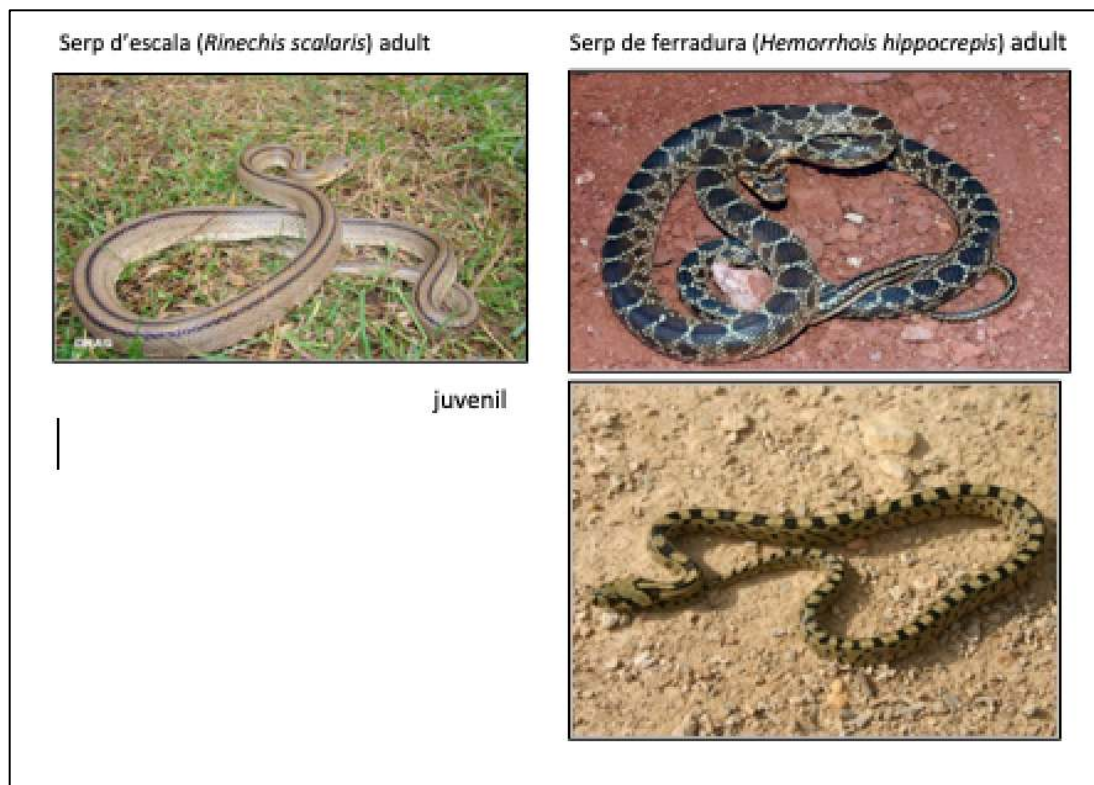 Serp d'escala (Rinechis scalaris) adult
Serp de ferradura (Hemorrhois hippocrepis) adult
juvenil